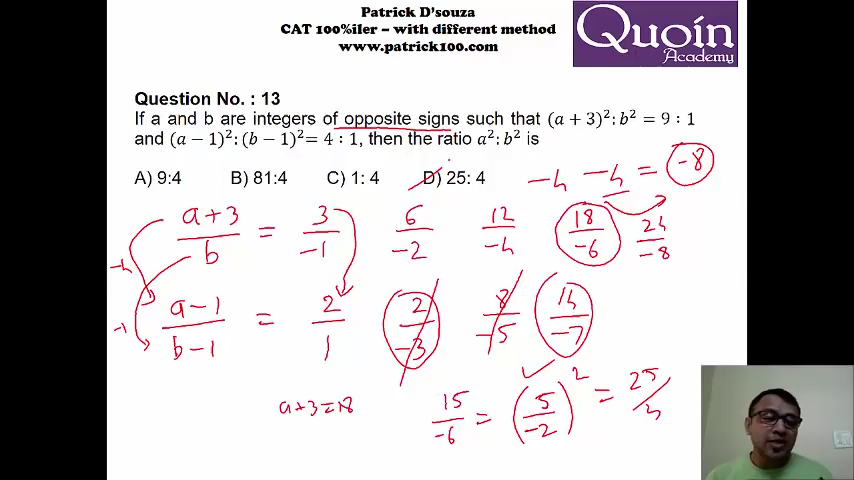 Patrick D'souza
CAT 100%iler – with different method
www.patrick100.com
Quoin
Academy
Question No. : 13
If a and b are integers of opposite signs such that (a + 3)² : b² = 9 : 1
and (a − 1)² : (b − 1)² = 4 : 1, then the ratio a² : b² is
A) 9:4 B) 81:4 C) 1: 4 D) 25: 4
-4 -4 = -8
a+3/b = 3/-1 6/-2 12/-4 18/-6 24/-8
-4
-1
a-1/b-1 = 2/1 2/-3 8/-5 14/-7
a+3=18
15/-6 = (5/-2)² = 25/4